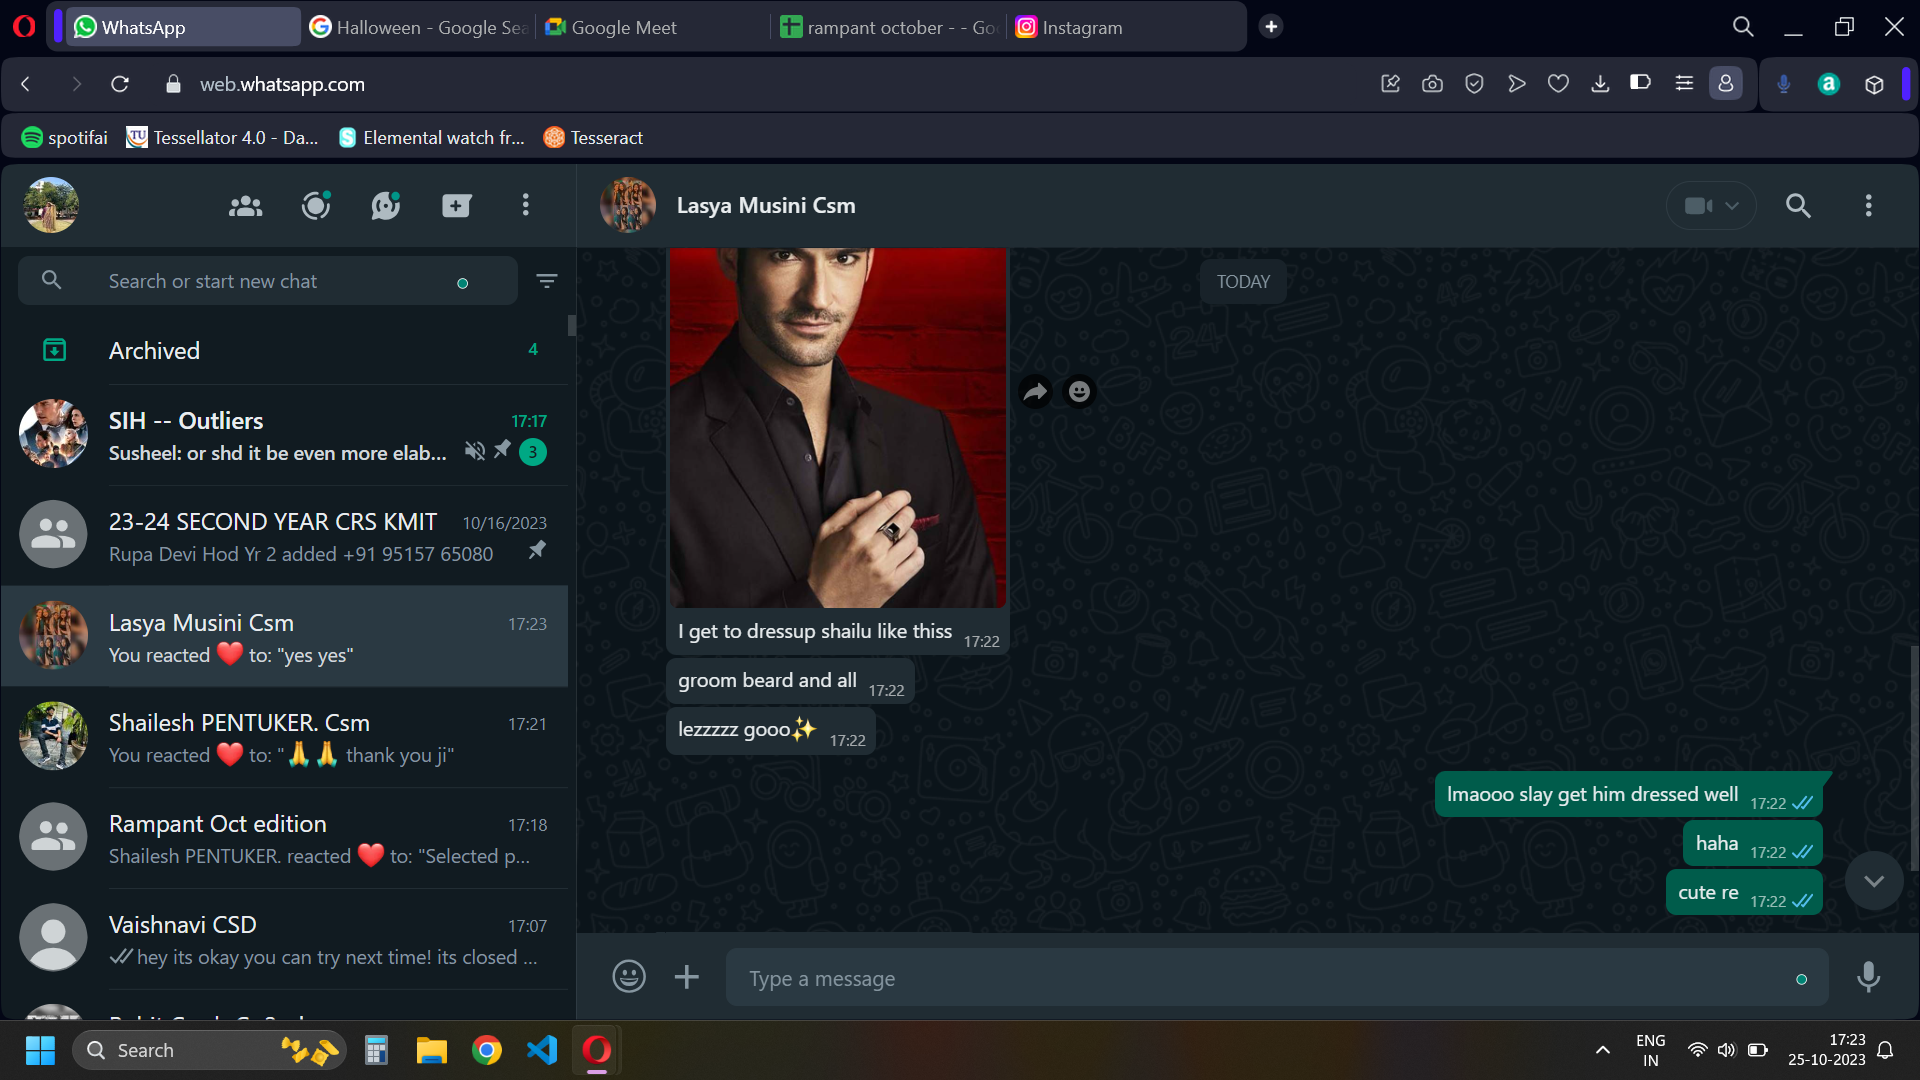 WhatsApp
Halloween - Google Sea
Google Meet
rampant october - - Goo
Instagram
web.whatsapp.com
spotifai
Tessellator 4.0 - Da...
Elemental watch fr...
Tesseract
Lasya Musini Csm
Search or start new chat
TODAY
Archived
4
SIH -- Outliers
17:17
Susheel: or shd it be even more elab...
3
23-24 SECOND YEAR CRS KMIT
10/16/2023
Rupa Devi Hod Yr 2 added +91 95157 65080
Lasya Musini Csm
17:23
You reacted ❤️ to: "yes yes"
Shailesh PENTUKER. Csm
17:21
You reacted ❤️ to: "🙏🙏 thank you ji"
Rampant Oct edition
17:18
Shailesh PENTUKER. reacted ❤️ to: "Selected p...
Vaishnavi CSD
17:07
hey its okay you can try next time! its closed ...
I get to dressup shailu like thiss 17:22
groom beard and all 17:22
lezzzzz gooo✨ 17:22
lmaooo slay get him dressed well 17:22
haha 17:22
cute re 17:22
Type a message
Search
ENG
IN
17:23
25-10-2023